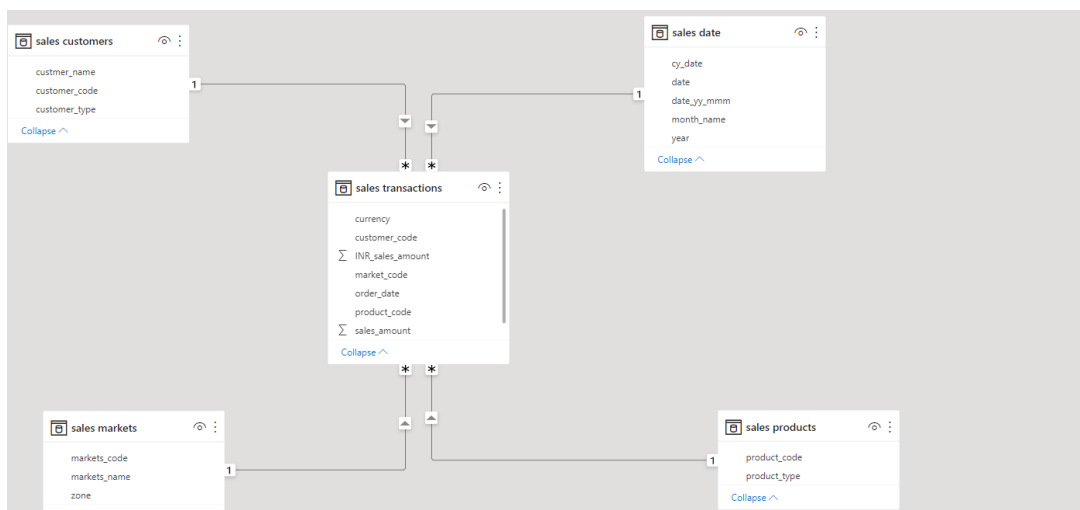 sales customers
custmer_name
customer_code
customer_type
Collapse
1
sales date
cy_date
date
date_yy_mmm
month_name
year
Collapse
1
*
*
sales transactions
currency
customer_code
Σ INR_sales_amount
market_code
order_date
product_code
Σ sales_amount
Collapse
*
*
sales markets
markets_code
markets_name
zone
1
sales products
product_code
product_type
Collapse
1